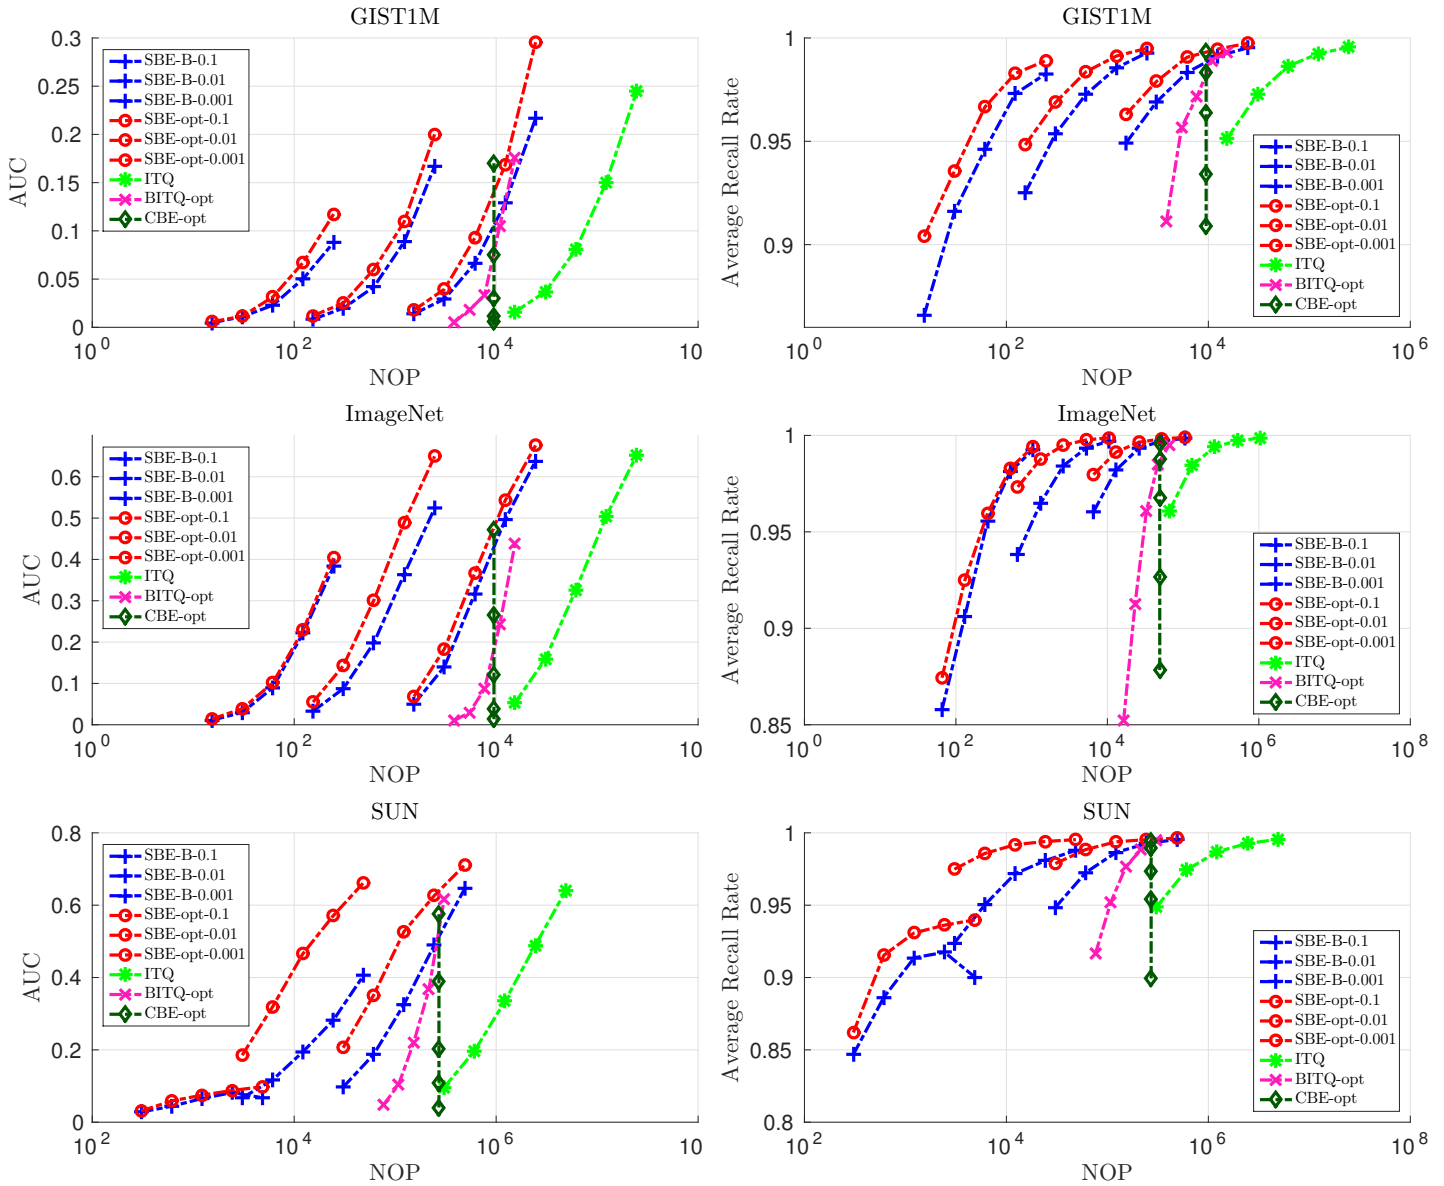 GIST1M
0.3
0.25
0.2
0.15
0.1
0.05
0
AUC
SBE-B-0.1
SBE-B-0.01
SBE-B-0.001
SBE-opt-0.1
SBE-opt-0.01
SBE-opt-0.001
ITQ
BITQ-opt
CBE-opt
10^0 10^2 10^4 10
NOP
GIST1M
1
0.95
0.9
Average Recall Rate
SBE-B-0.1
SBE-B-0.01
SBE-B-0.001
SBE-opt-0.1
SBE-opt-0.01
SBE-opt-0.001
ITQ
BITQ-opt
CBE-opt
10^0 10^2 10^4 10^6
NOP
ImageNet
0.6
0.5
0.4
0.3
0.2
0.1
0
AUC
SBE-B-0.1
SBE-B-0.01
SBE-B-0.001
SBE-opt-0.1
SBE-opt-0.01
SBE-opt-0.001
ITQ
BITQ-opt
CBE-opt
10^0 10^2 10^4 10
NOP
ImageNet
1
0.95
0.9
0.85
Average Recall Rate
SBE-B-0.1
SBE-B-0.01
SBE-B-0.001
SBE-opt-0.1
SBE-opt-0.01
SBE-opt-0.001
ITQ
BITQ-opt
CBE-opt
10^0 10^2 10^4 10^6 10^8
NOP
SUN
0.8
0.6
0.4
0.2
0
AUC
SBE-B-0.1
SBE-B-0.01
SBE-B-0.001
SBE-opt-0.1
SBE-opt-0.01
SBE-opt-0.001
ITQ
BITQ-opt
CBE-opt
10^2 10^4 10^6 10
NOP
SUN
1
0.95
0.9
0.85
0.8
Average Recall Rate
SBE-B-0.1
SBE-B-0.01
SBE-B-0.001
SBE-opt-0.1
SBE-opt-0.01
SBE-opt-0.001
ITQ
BITQ-opt
CBE-opt
10^2 10^4 10^6 10^8
NOP